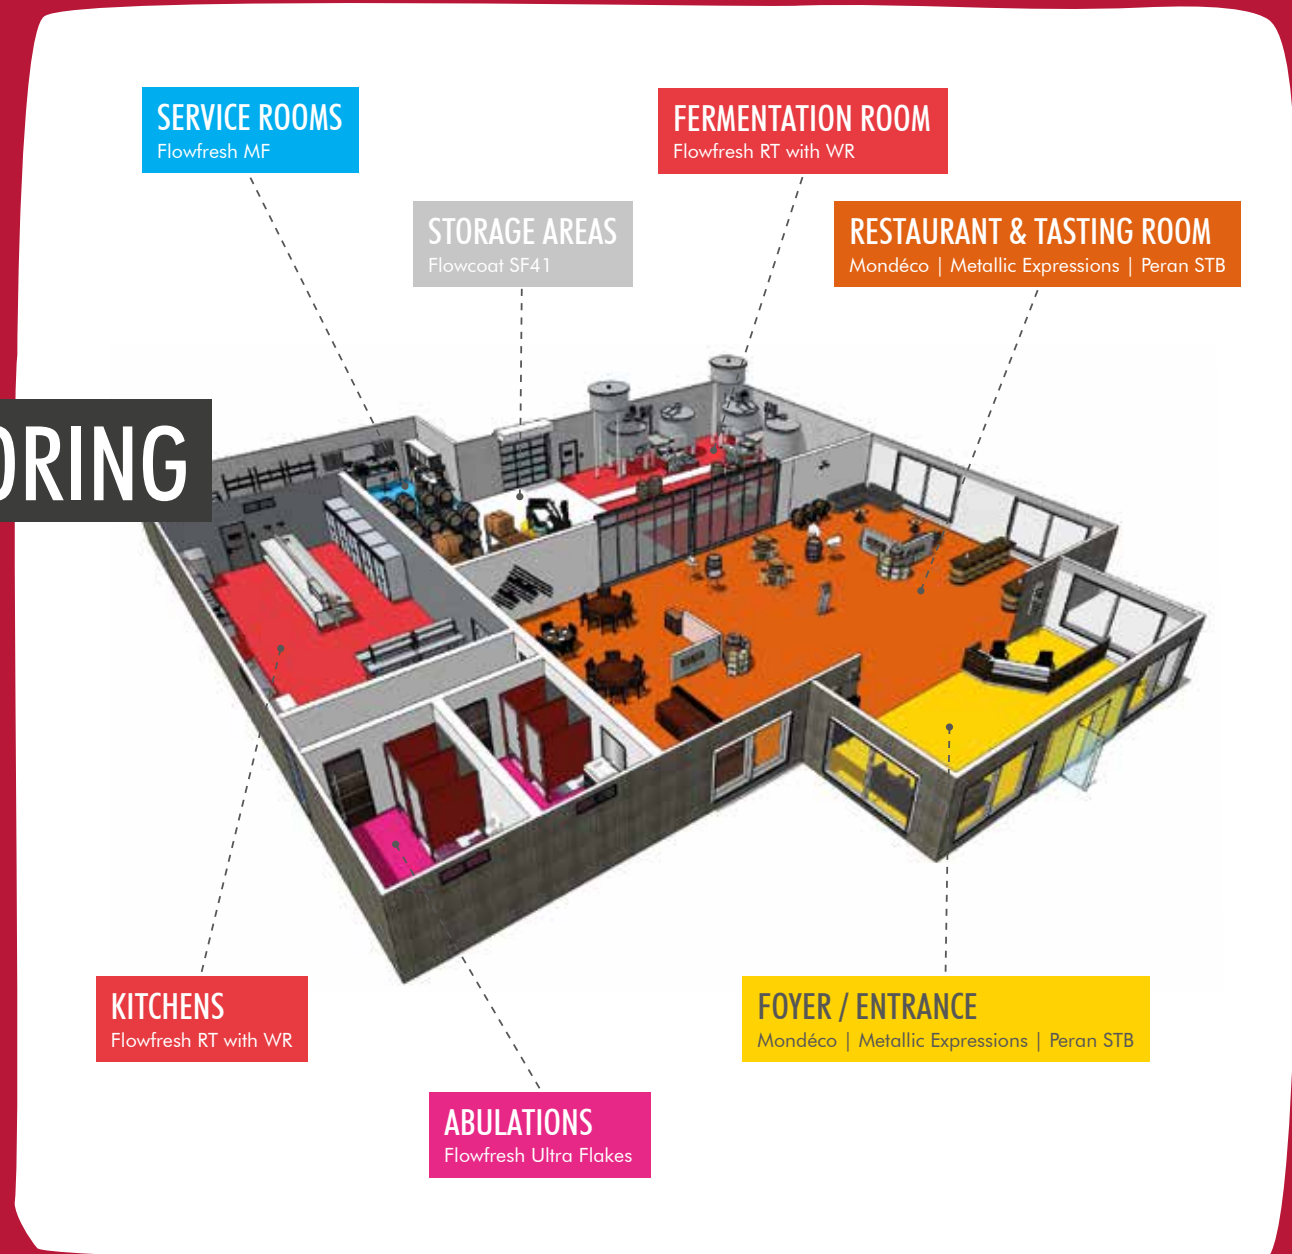 SERVICE ROOMS
Flowfresh MF
FERMENTATION ROOM
Flowfresh RT with WR
STORAGE AREAS
Flowcoat SF41
RESTAURANT & TASTING ROOM
Mondéco | Metallic Expressions | Peran STB
ORING
KITCHENS
Flowfresh RT with WR
FOYER / ENTRANCE
Mondéco | Metallic Expressions | Peran STB
ABULATIONS
Flowfresh Ultra Flakes